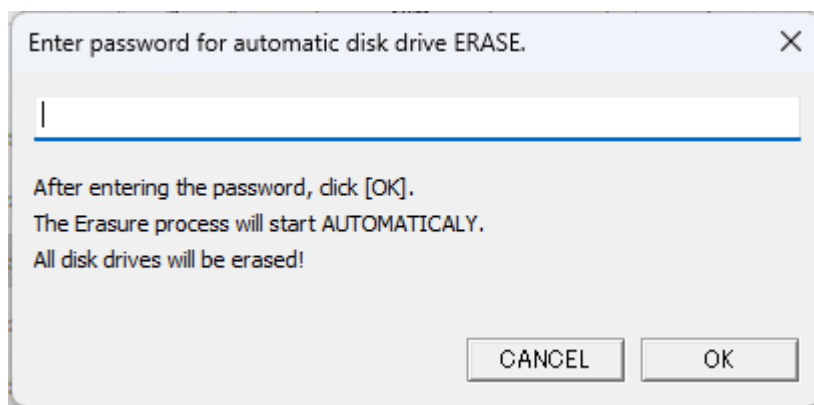 Enter password for automatic disk drive ERASE.
After entering the password, click [OK].
The Erasure process will start AUTOMATICALY.
All disk drives will be erased!
CANCEL OK